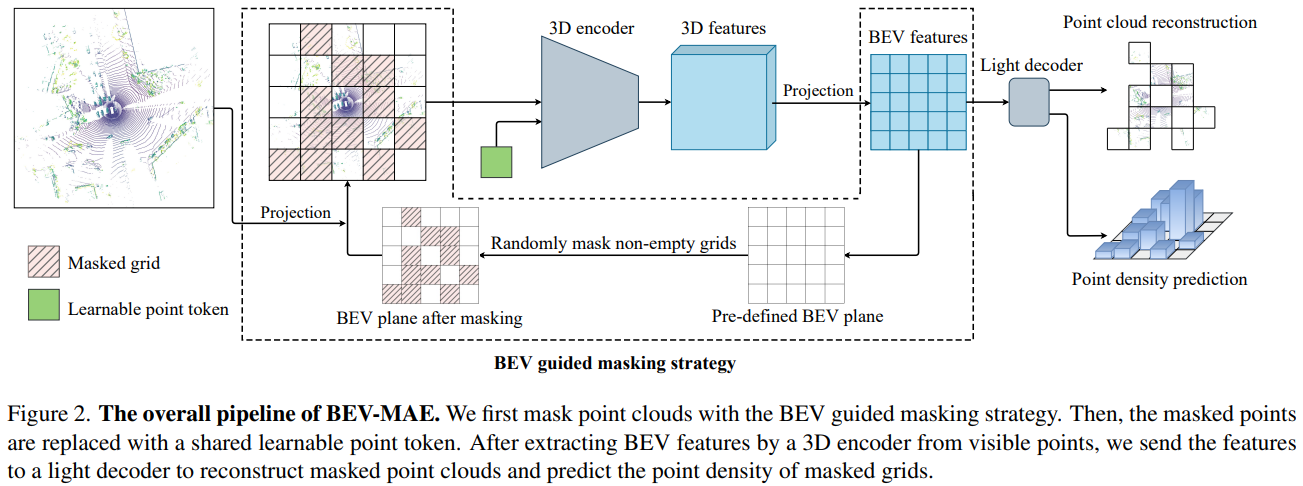 3D encoder
3D features
BEV features
Point cloud reconstruction
Light decoder
Projection
Projection
Randomly mask non-empty grids
Masked grid
Learnable point token
BEV plane after masking
Pre-defined BEV plane
Point density prediction
BEV guided masking strategy
Figure 2. The overall pipeline of BEV-MAE. We first mask point clouds with the BEV guided masking strategy. Then, the masked points
are replaced with a shared learnable point token. After extracting BEV features by a 3D encoder from visible points, we send the features
to a light decoder to reconstruct masked point clouds and predict the point density of masked grids.